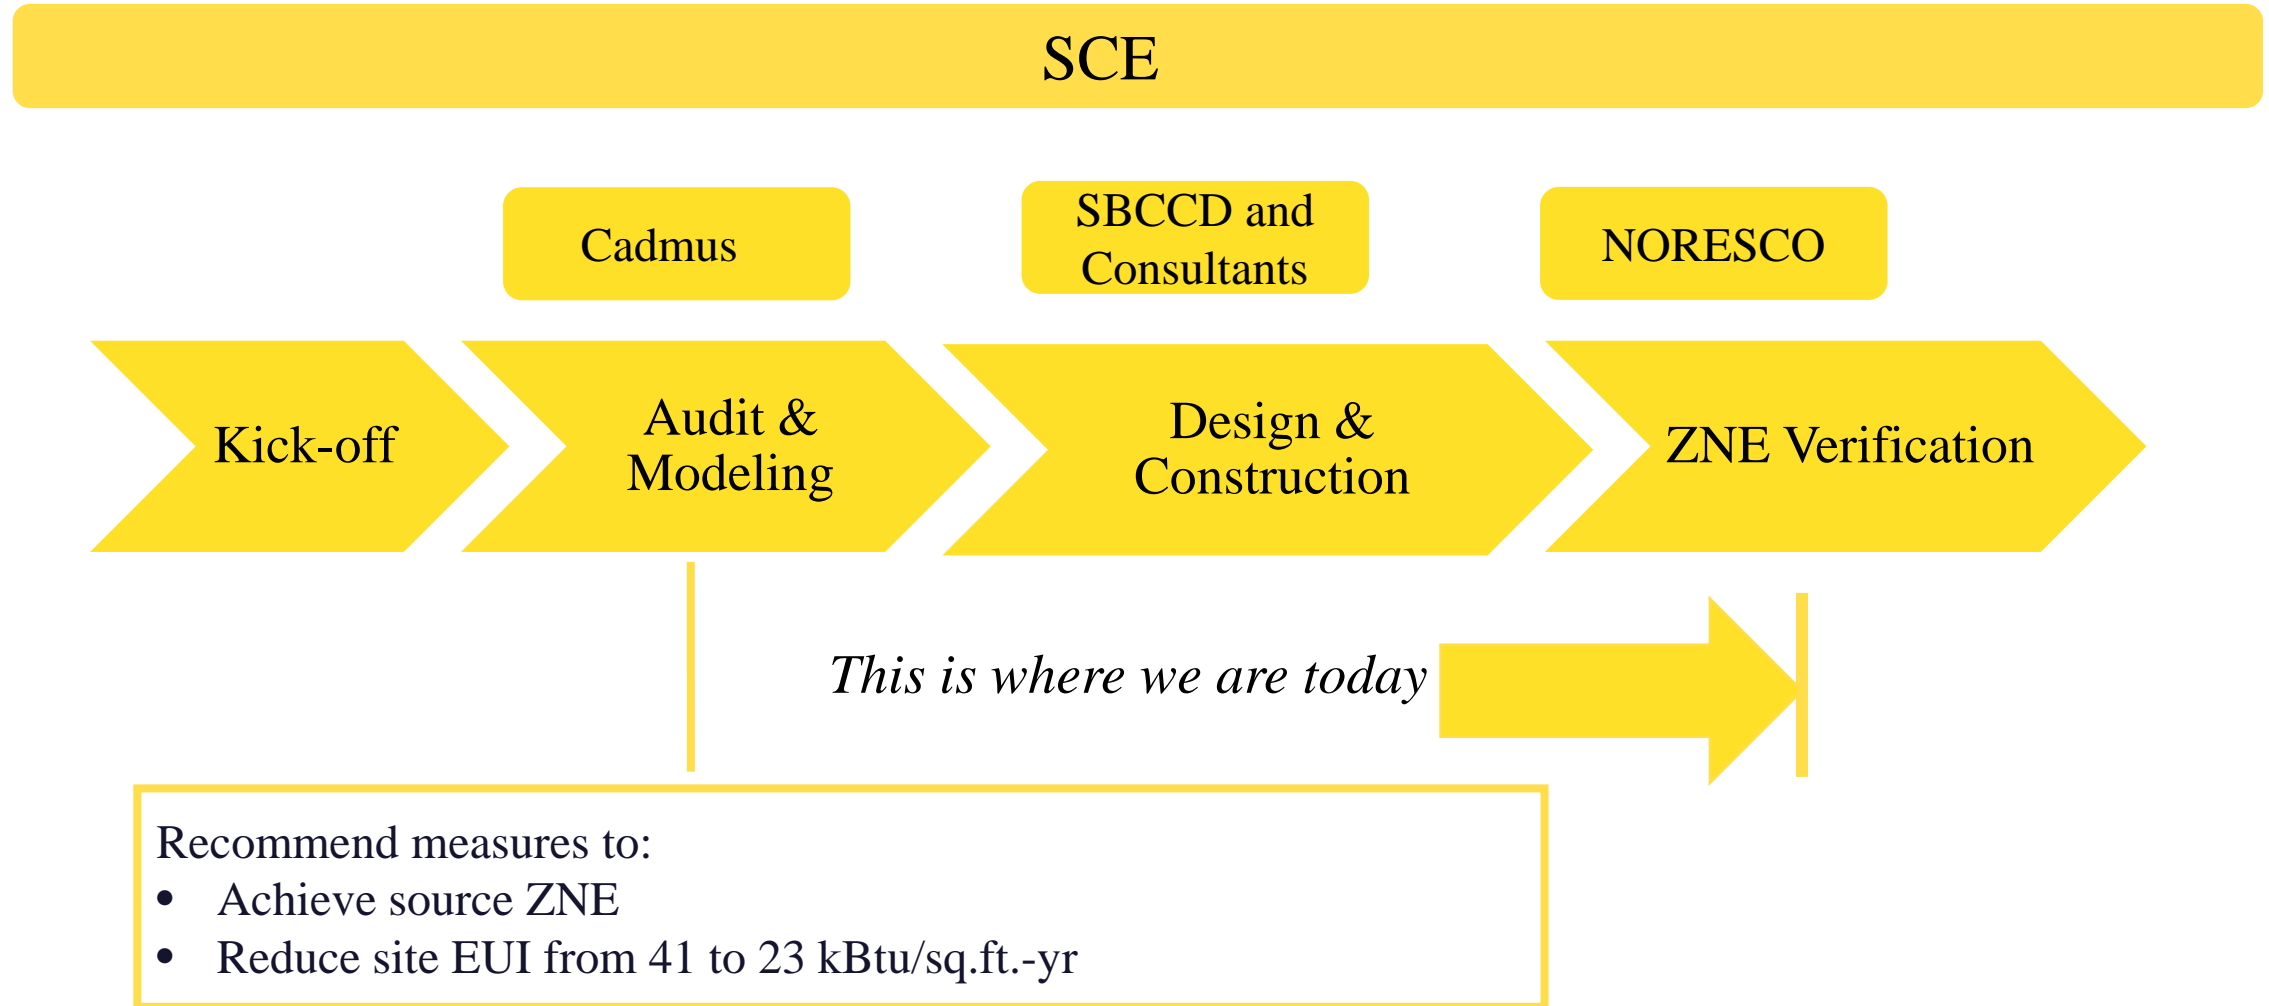 SCE
Cadmus
SBCCD and
Consultants
NORESCO
Kick-off
Audit &
Modeling
Design &
Construction
ZNE Verification
This is where we are today
Recommend measures to:
• Achieve source ZNE
• Reduce site EUI from 41 to 23 kBtu/sq.ft.-yr